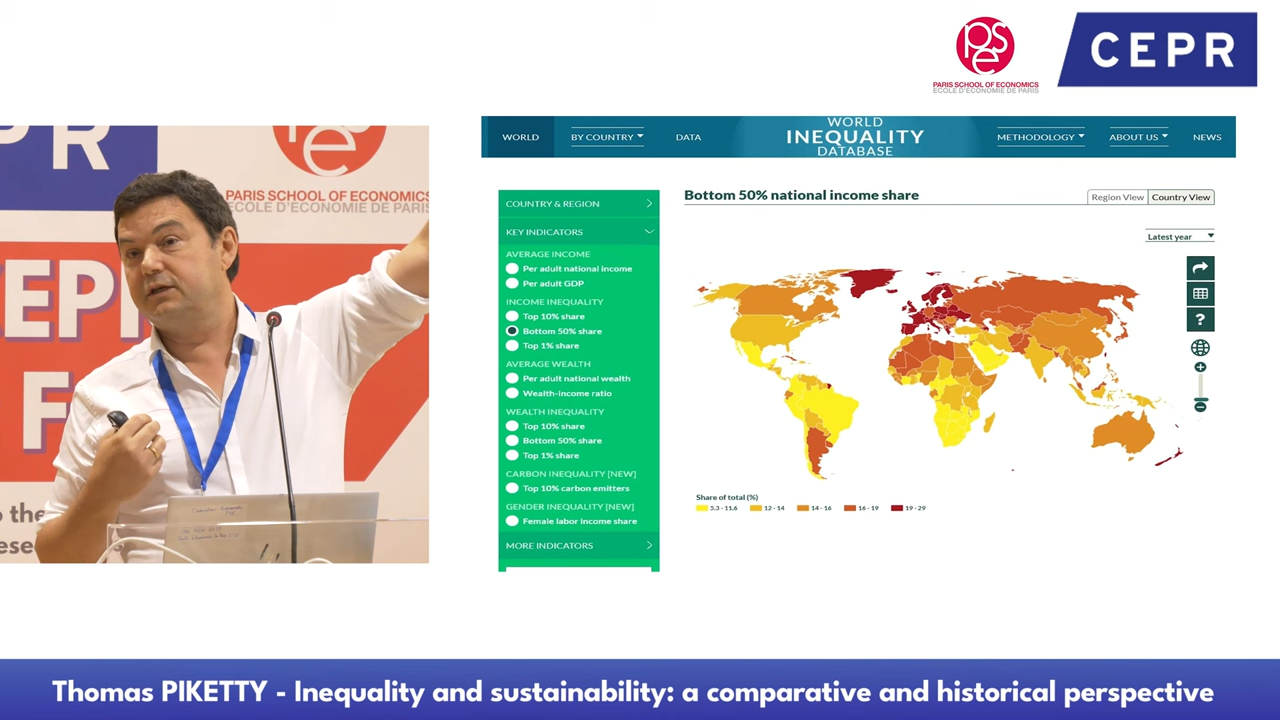 PSE
PARIS SCHOOL OF ECONOMICS
ECOLE D'ECONOMIE DE PARIS
CEPR
PR
e
PARIS SCHOOL OF ECONOMICS
ECOLE D'ECONOMIE DE PARIS
EPR
F
o the
ese
WORLD
BY COUNTRY
DATA
WORLD
INEQUALITY
DATABASE
METHODOLOGY
ABOUT US
NEWS
COUNTRY & REGION
KEY INDICATORS
AVERAGE INCOME
Per adult national income
Per adult GDP
INCOME INEQUALITY
Top 10% share
Bottom 50% share
Top 1% share
AVERAGE WEALTH
Per adult national wealth
Wealth-income ratio
WEALTH INEQUALITY
Top 10% share
Bottom 50% share
Top 1% share
CARBON INEQUALITY [NEW]
Top 10% carbon emitters
GENDER INEQUALITY [NEW]
Female labor income share
MORE INDICATORS
Bottom 50% national income share
Region View
Country View
Latest year
?
Share of total (%)
3.3 - 11.6
12 - 14
14 - 16
16 - 19
19 - 29
Thomas PIKETTY - Inequality and sustainability: a comparative and historical perspective